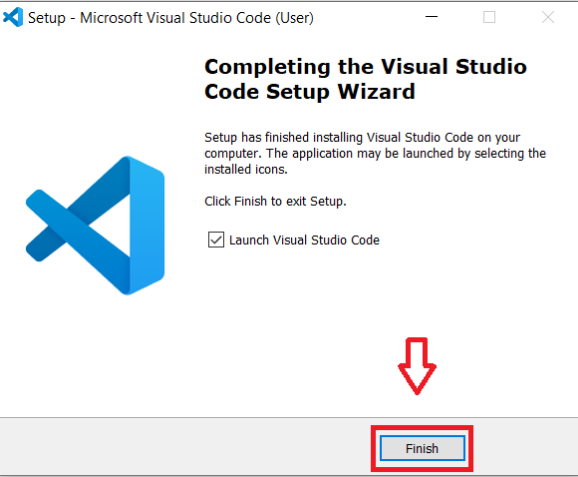 Setup - Microsoft Visual Studio Code (User)
Completing the Visual Studio
Code Setup Wizard
Setup has finished installing Visual Studio Code on your
computer. The application may be launched by selecting the
installed icons.
Click Finish to exit Setup.
Launch Visual Studio Code
Finish